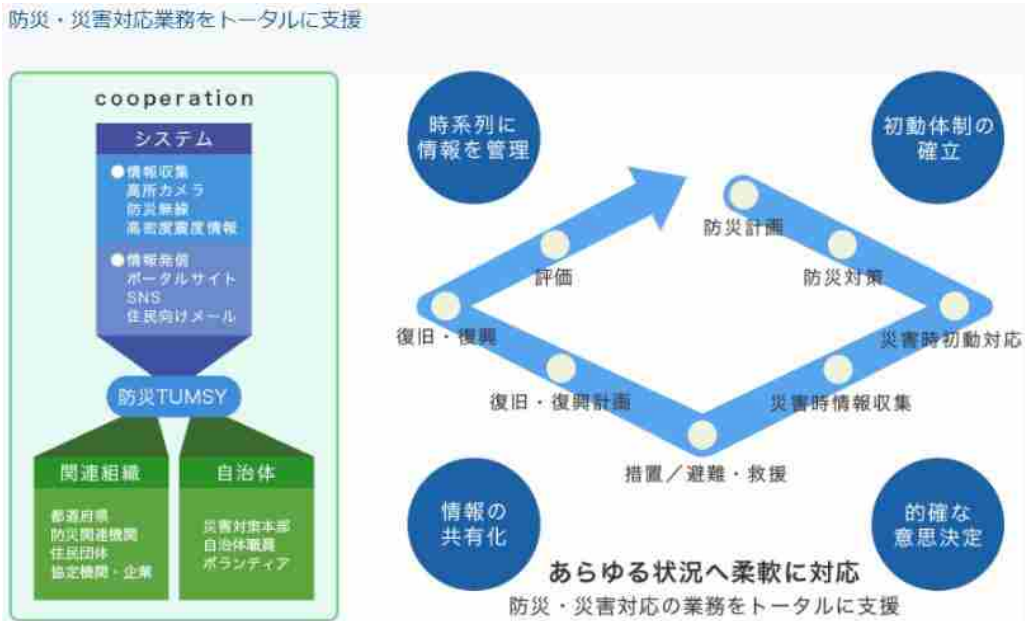 防災・災害対応業務をトータルに支援
cooperation
システム
●情報収集
高所カメラ
防災無線
高密度震度情報
●情報発信
ポータルサイト
SNS
住民向けメール
防災TUMSY
関連組織
都道府県
防災関連機関
住民団体
協定機関・企業
自治体
災害対策本部
自治体職員
ボランティア
時系列に
情報を管理
初動体制の
確立
防災計画
防災対策
災害時初動対応
災害時情報収集
措置／避難・救援
復旧・復興計画
復旧・復興
評価
情報の
共有化
的確な
意思決定
あらゆる状況へ柔軟に対応
防災・災害対応の業務をトータルに支援